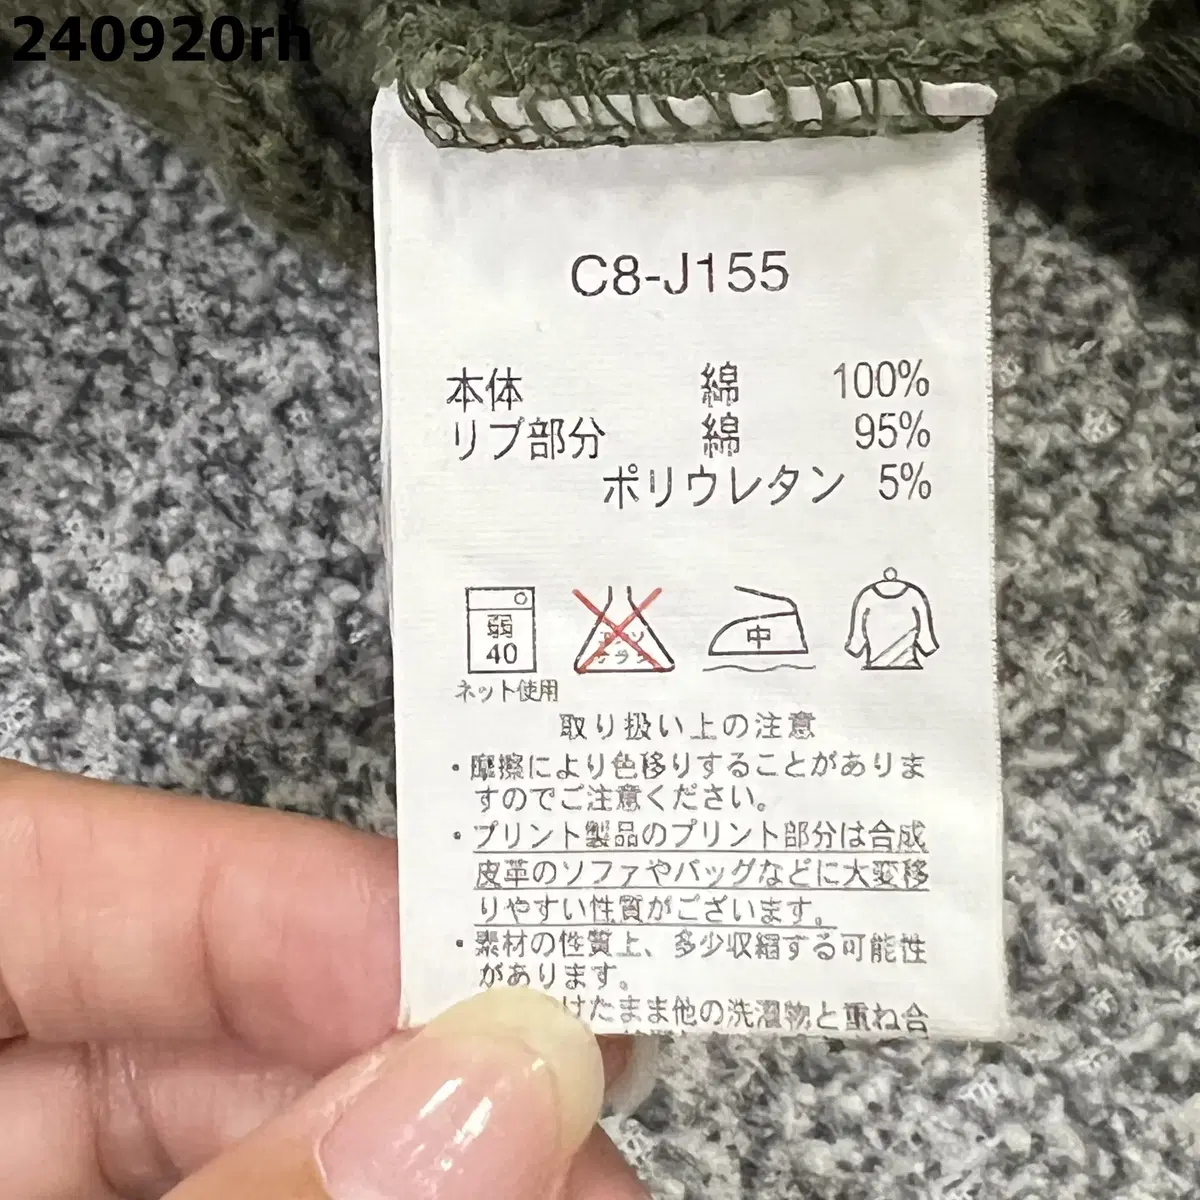 240920rh
C8-J155
本体 綿 100%
リブ部分 綿 95%
ポリウレタン 5%
弱
40
中
ネット使用
取り扱い上の注意
・摩擦により色移りすることがありま
すのでご注意ください。
・プリント製品のプリント部分は合成
皮革のソファやバッグなどに大変移
りやすい性質がございます。
・素材の性質上、多少収縮する可能性
があります。
けたまま他の洗濯物と重ね合